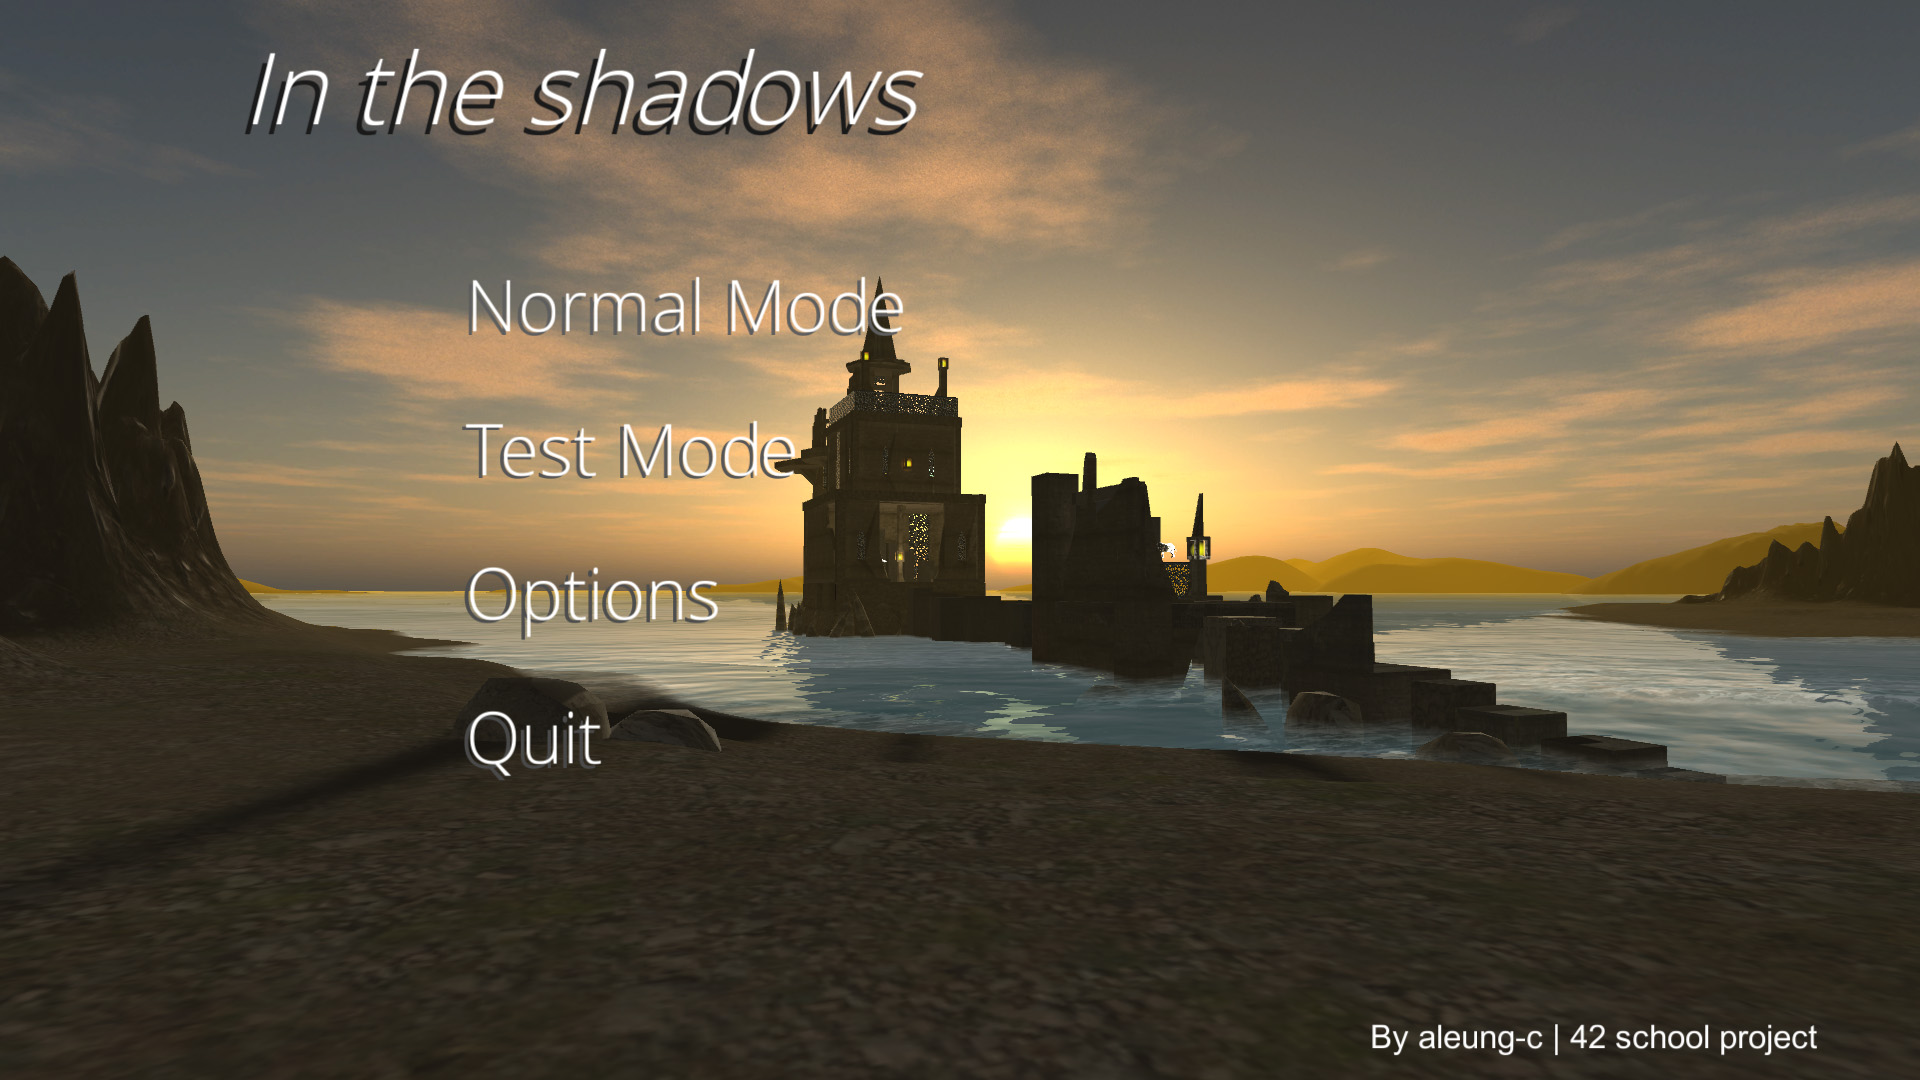 In the shadows
Normal Mode
Test Mode
Options
Quit
By aleung-c | 42 school project